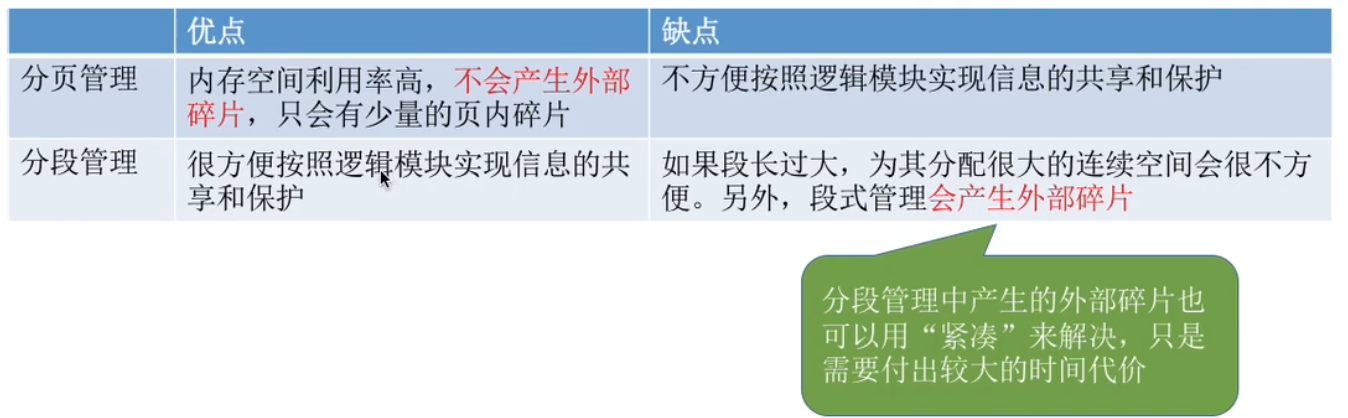 优点
缺点
分页管理
内存空间利用率高，不会产生外部
碎片，只会有少量的页内碎片
不方便按照逻辑模块实现信息的共享和保护
分段管理
很方便按照逻辑模块实现信息的共
享和保护
如果段长过大，为其分配很大的连续空间会很不方
便。另外，段式管理会产生外部碎片
分段管理中产生的外部碎片也
可以用“紧凑”来解决，只是
需要付出较大的时间代价